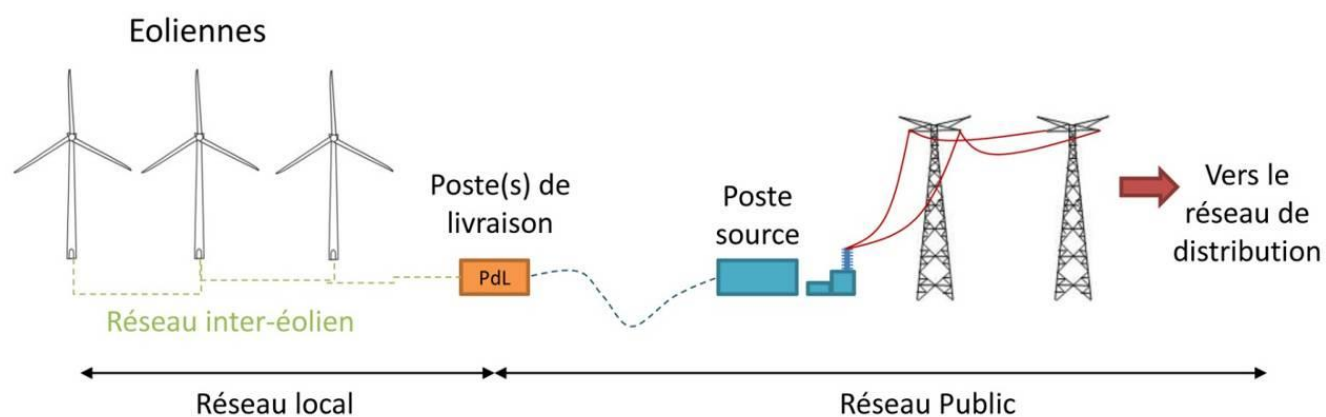 Eoliennes
Poste(s) de
livraison
PdL
Poste
source
Vers le
réseau de
distribution
Réseau inter-éolien
Réseau local
Réseau Public